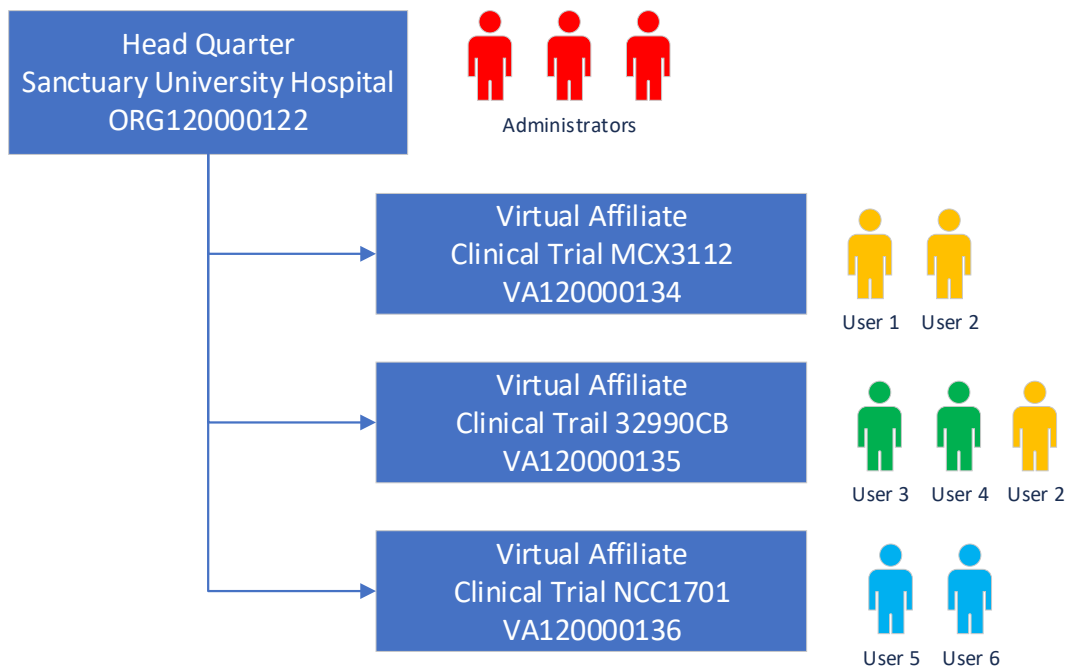 Head Quarter
Sanctuary University Hospital
ORG120000122
Administrators
Virtual Affiliate
Clinical Trial MCX3112
VA120000134
User 1
User 2
Virtual Affiliate
Clinical Trail 32990CB
VA120000135
User 3
User 4
User 2
Virtual Affiliate
Clinical Trial NCC1701
VA120000136
User 5
User 6